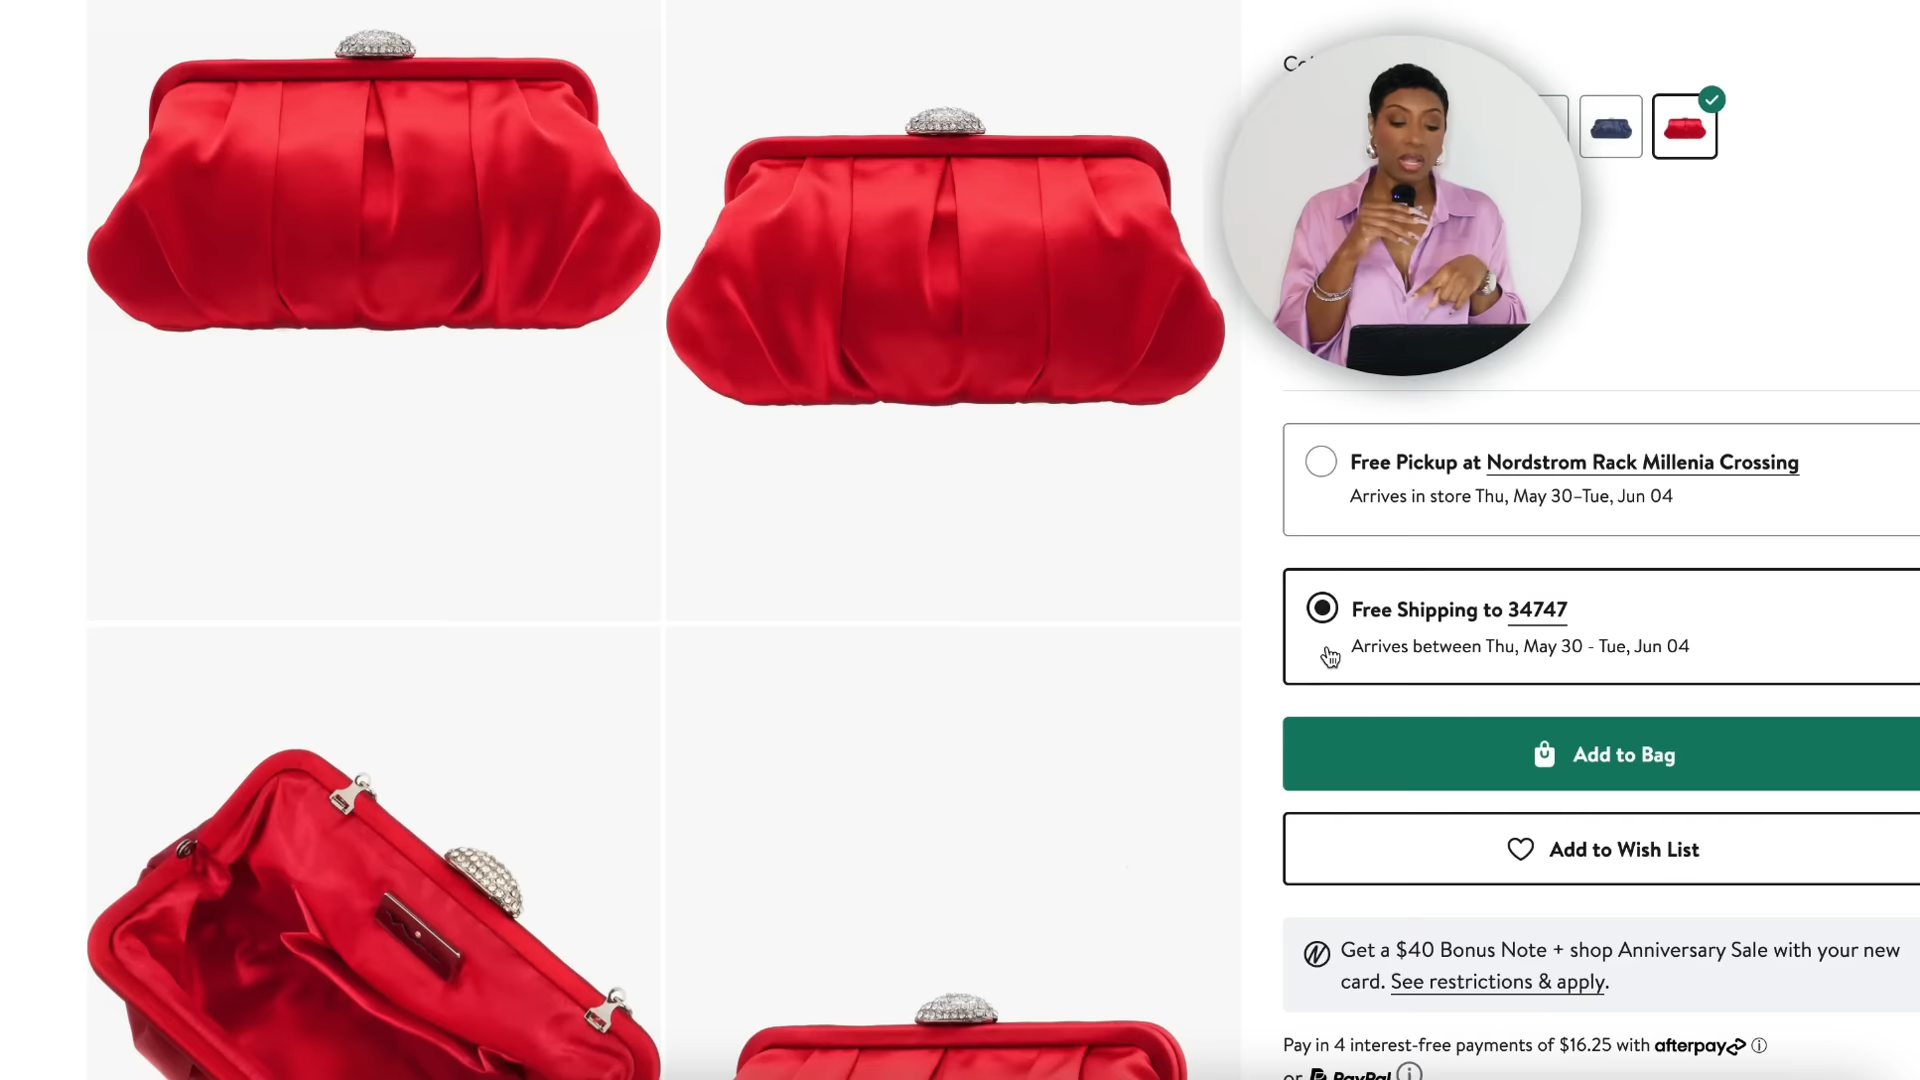 Free Pickup at Nordstrom Rack Millenia Crossing
Arrives in store Thu, May 30–Tue, Jun 04
Free Shipping to 34747
Arrives between Thu, May 30 - Tue, Jun 04
Add to Bag
Add to Wish List
Get a $40 Bonus Note + shop Anniversary Sale with your new
card. See restrictions & apply.
Pay in 4 interest-free payments of $16.25 with afterpay
or PayPal